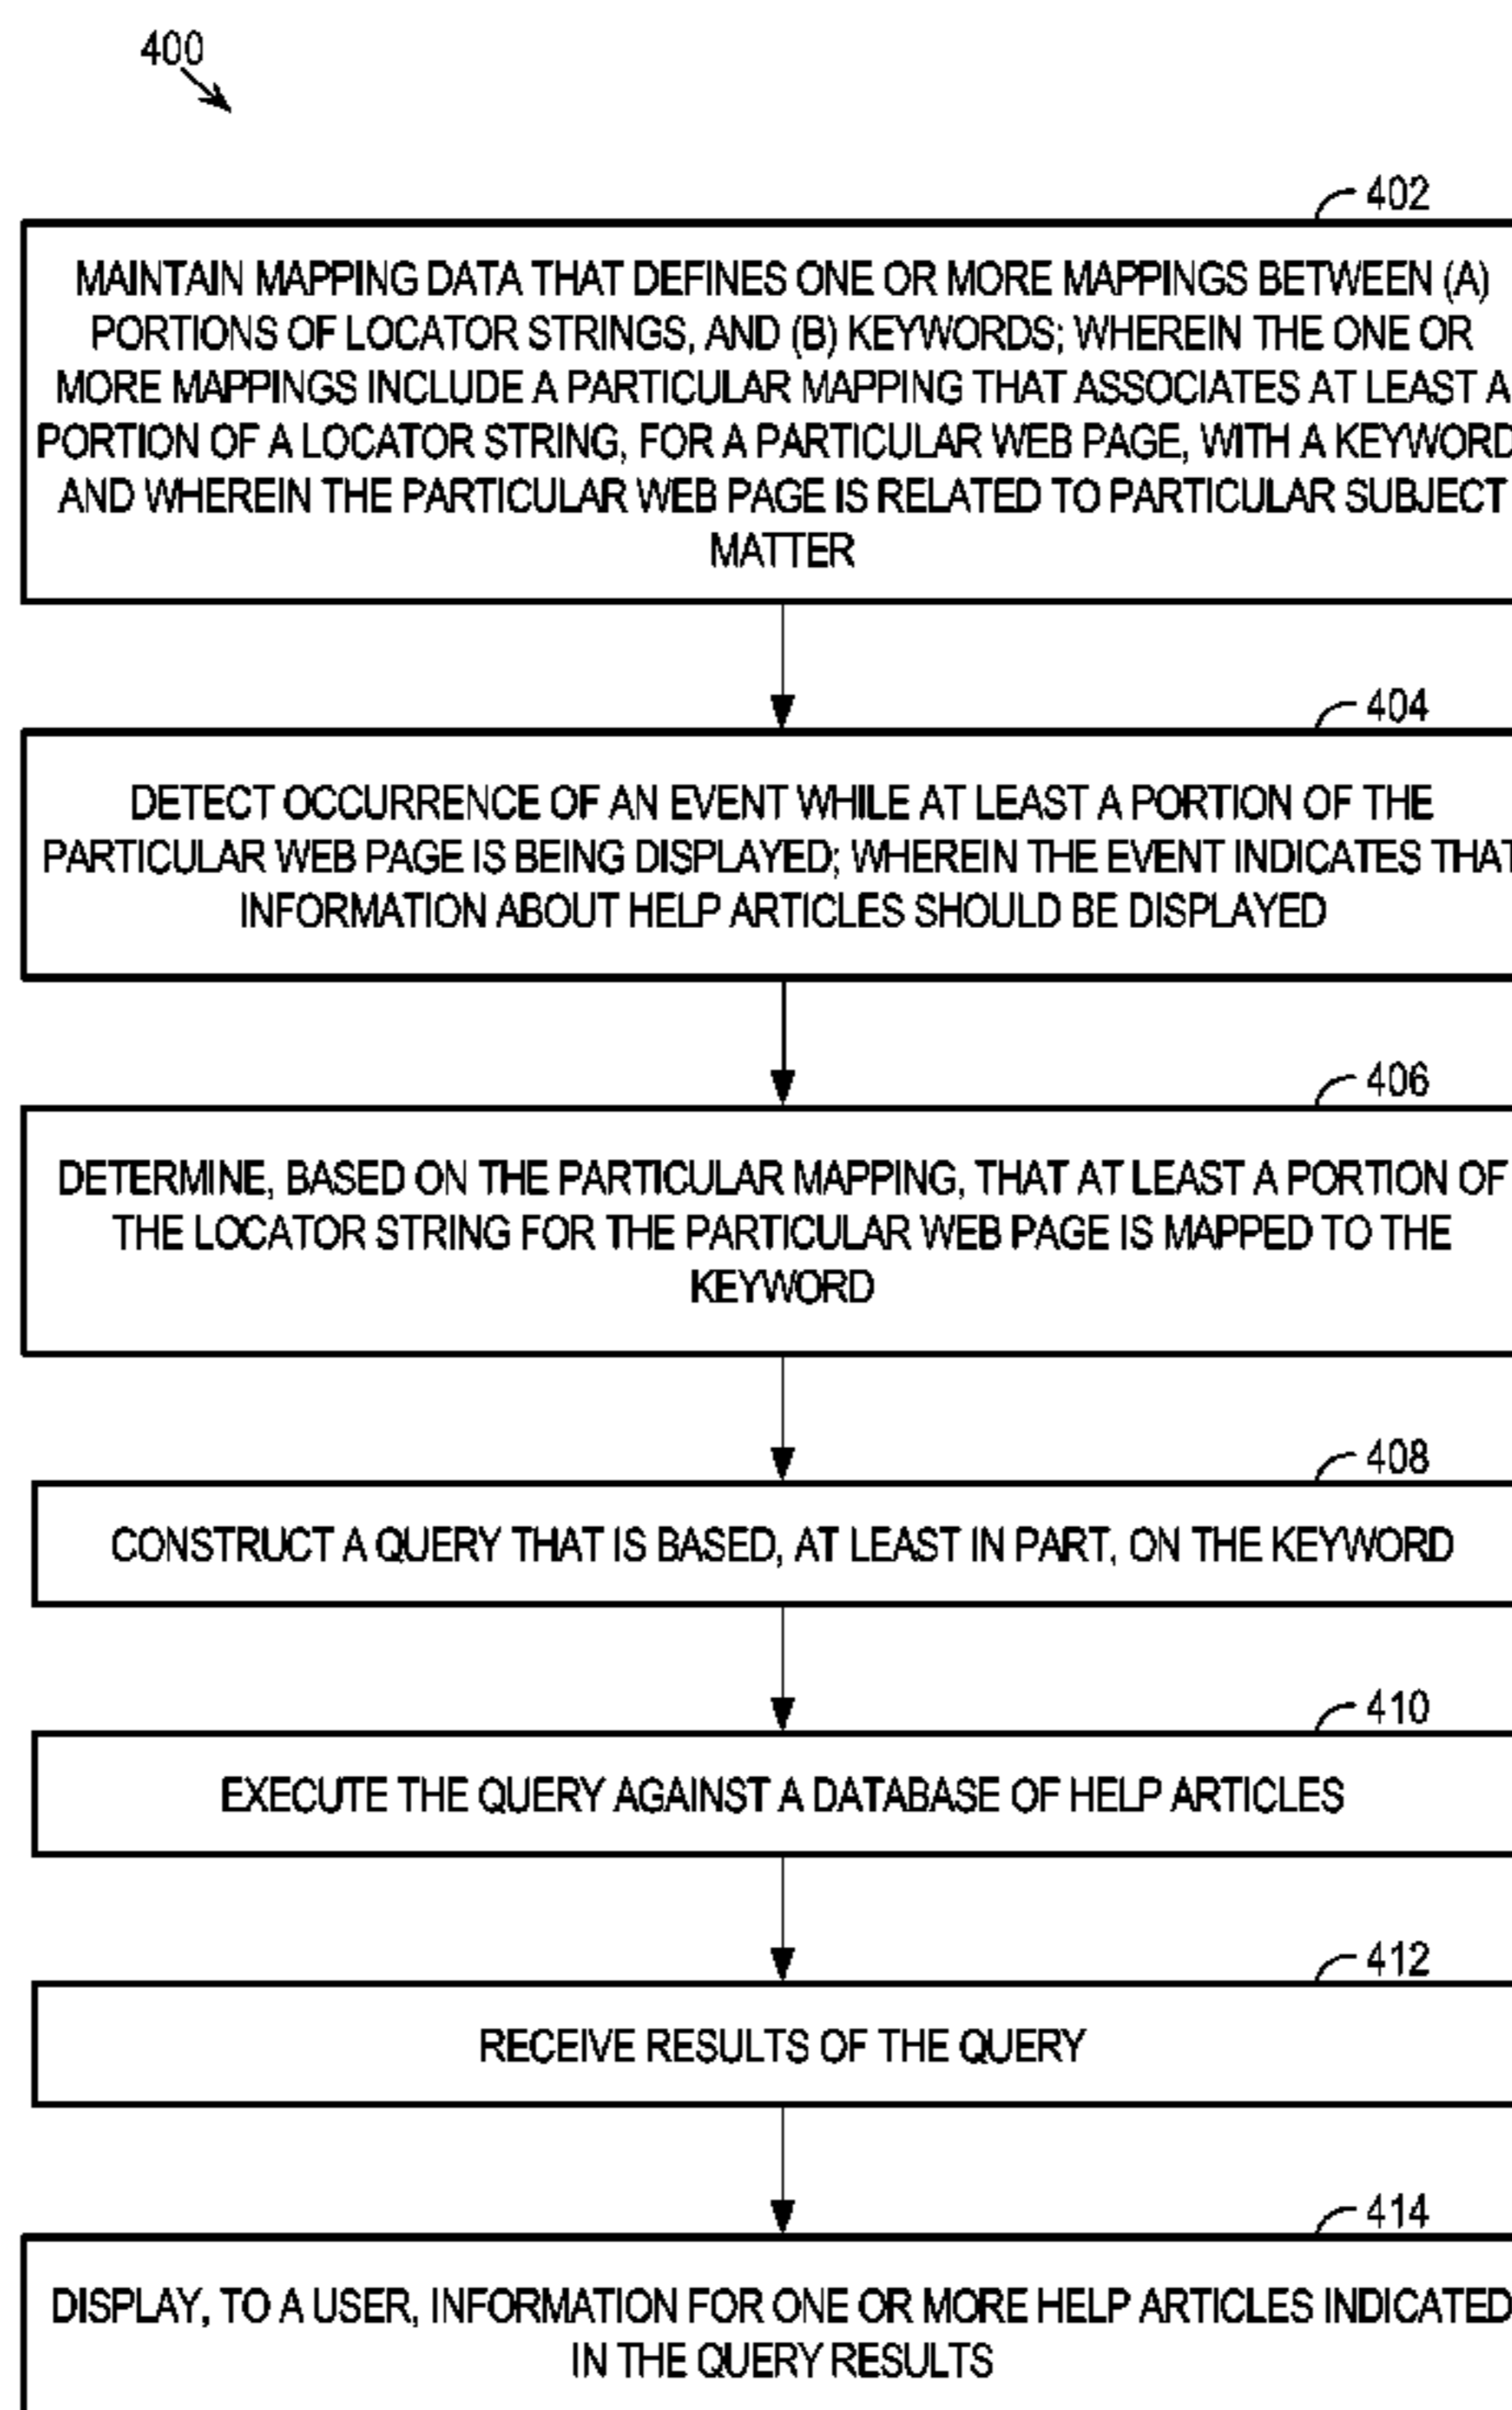 400
402
MAINTAIN MAPPING DATA THAT DEFINES ONE OR MORE MAPPINGS BETWEEN (A)
PORTIONS OF LOCATOR STRINGS, AND (B) KEYWORDS; WHEREIN THE ONE OR
MORE MAPPINGS INCLUDE A PARTICULAR MAPPING THAT ASSOCIATES AT LEAST A
PORTION OF A LOCATOR STRING, FOR A PARTICULAR WEB PAGE, WITH A KEYWORD
AND WHEREIN THE PARTICULAR WEB PAGE IS RELATED TO PARTICULAR SUBJECT
MATTER
404
DETECT OCCURRENCE OF AN EVENT WHILE AT LEAST A PORTION OF THE
PARTICULAR WEB PAGE IS BEING DISPLAYED; WHEREIN THE EVENT INDICATES THAT
INFORMATION ABOUT HELP ARTICLES SHOULD BE DISPLAYED
406
DETERMINE, BASED ON THE PARTICULAR MAPPING, THAT AT LEAST A PORTION OF
THE LOCATOR STRING FOR THE PARTICULAR WEB PAGE IS MAPPED TO THE
KEYWORD
408
CONSTRUCT A QUERY THAT IS BASED, AT LEAST IN PART, ON THE KEYWORD
410
EXECUTE THE QUERY AGAINST A DATABASE OF HELP ARTICLES
412
RECEIVE RESULTS OF THE QUERY
414
DISPLAY, TO A USER, INFORMATION FOR ONE OR MORE HELP ARTICLES INDICATED
IN THE QUERY RESULTS